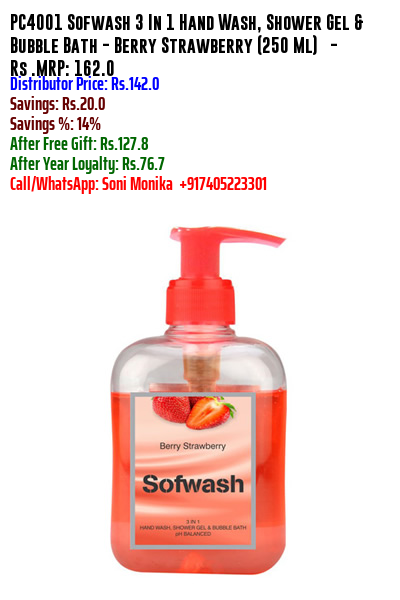 PC4001 Sofwash 3 In 1 Hand Wash, Shower Gel &
Bubble Bath - Berry Strawberry (250 Ml) -
Rs .MRP: 162.0
Distributor Price: Rs.142.0
Savings: Rs.20.0
Savings %: 14%
After Free Gift: Rs.127.8
After Year Loyalty: Rs.76.7
Call/WhatsApp: Soni Monika +917405223301
Berry Strawberry
Sofwash
3 IN 1
HAND WASH, SHOWER GEL & BUBBLE BATH
pH BALANCED